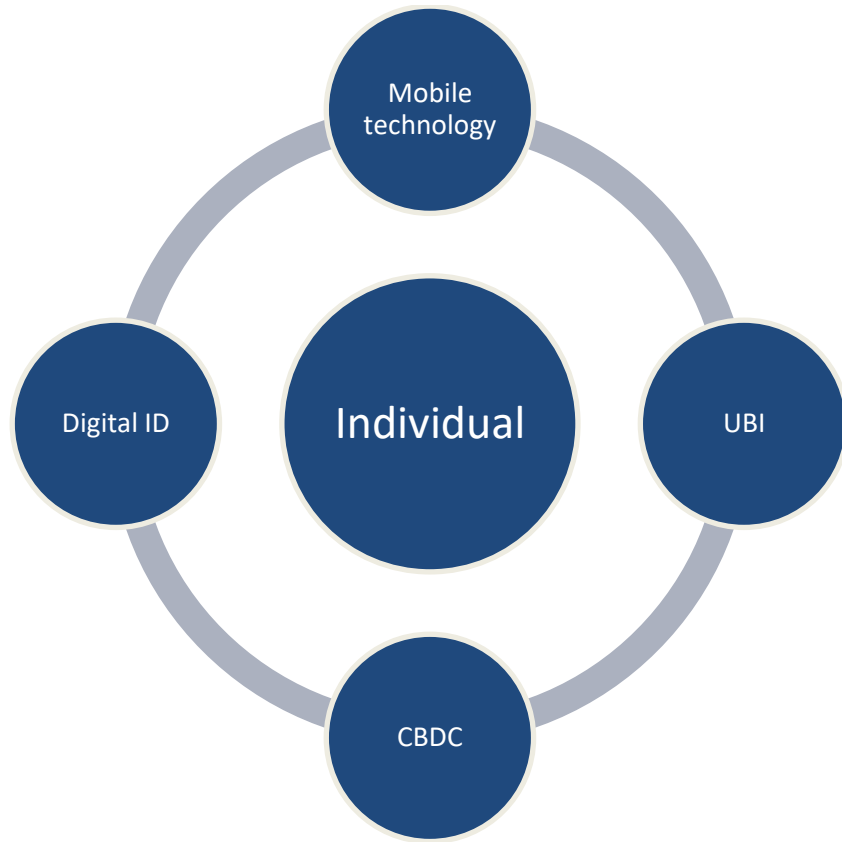 Mobile
technology
Digital ID
Individual
UBI
CBDC